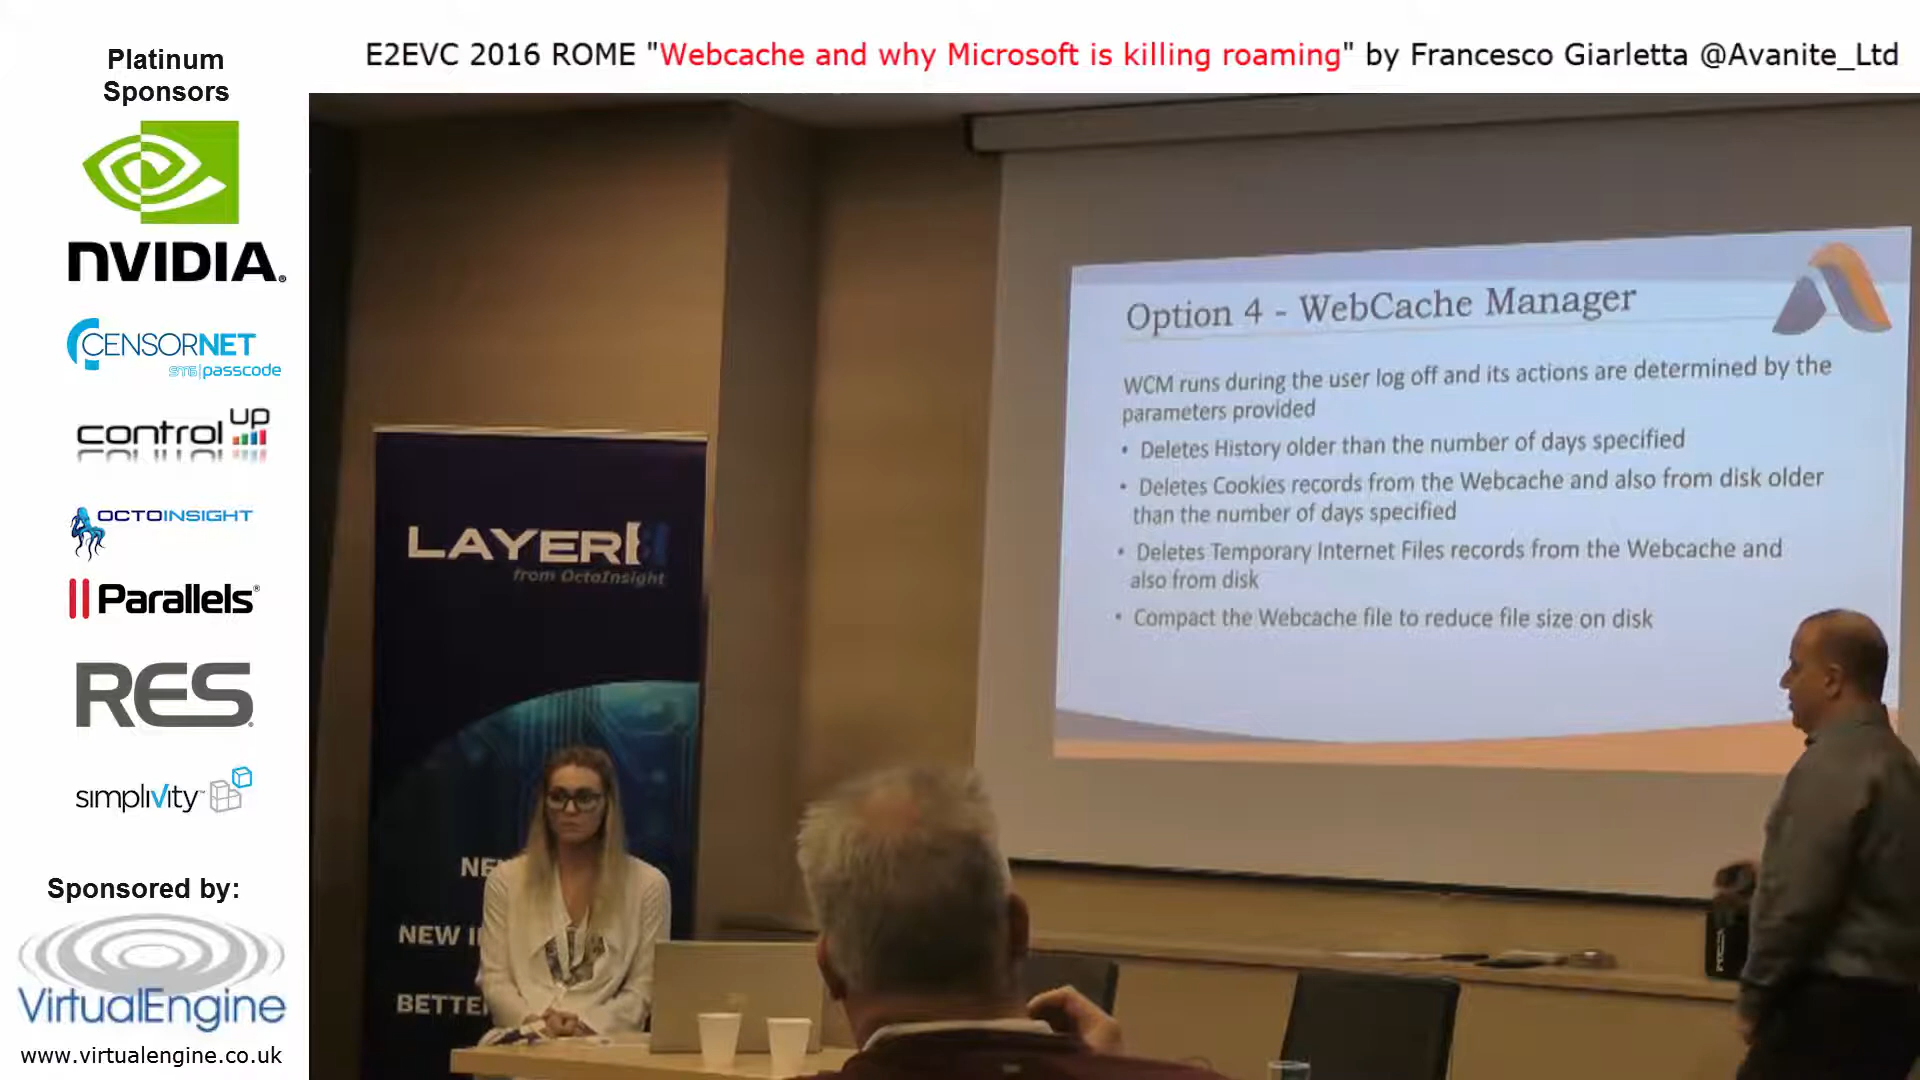 E2EVC 2016 ROME "Webcache and why Microsoft is killing roaming" by Francesco Giarletta @Avanite_Ltd
Platinum
Sponsors
NVIDIA.
CENSORNET
passcode
control UP
OCTOINSIGHT
Parallels®
RES
simplivity
Sponsored by:
VirtualEngine
www.virtualengine.co.uk
LAYER8
from OctoInsight
NEW I
BETTE
Option 4 - WebCache Manager
WCM runs during the user log off and its actions are determined by the
parameters provided
• Deletes History older than the number of days specified
• Deletes Cookies records from the Webcache and also from disk older
than the number of days specified
• Deletes Temporary Internet Files records from the Webcache and
also from disk
• Compact the Webcache file to reduce file size on disk